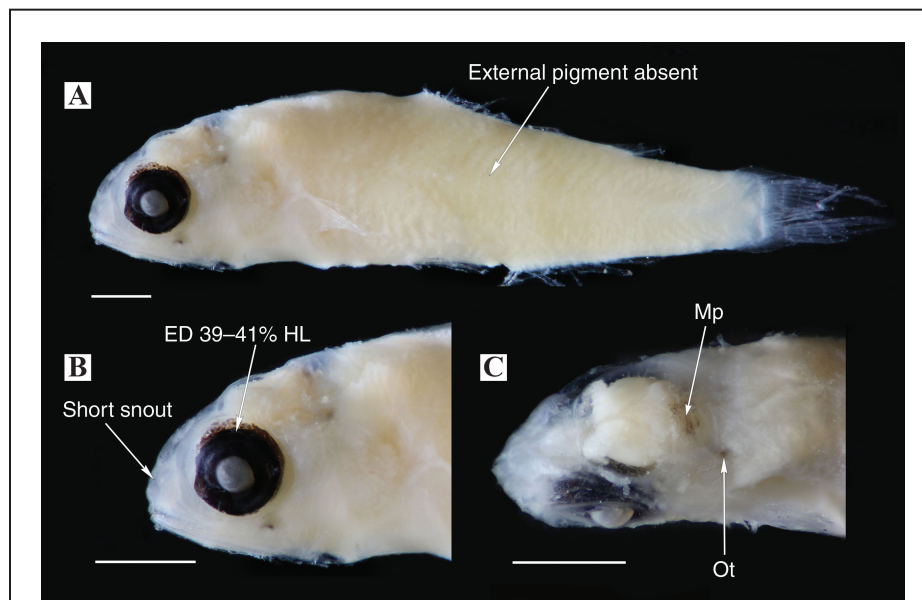 External pigment absent
A
ED 39–41% HL
Mp
B
C
Short snout
Ot